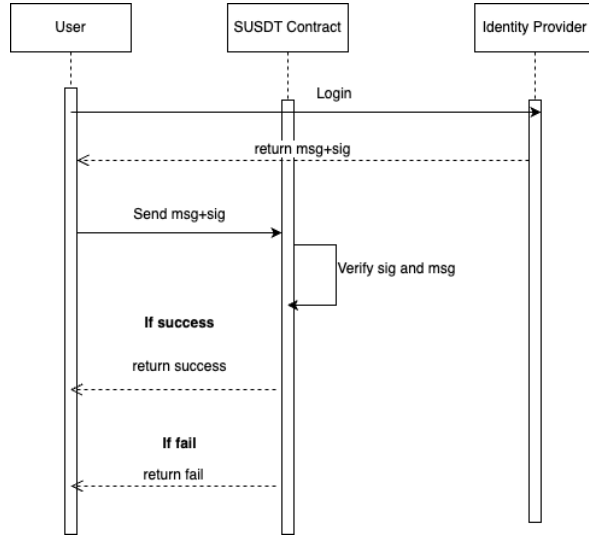 User
SUSDT Contract
Identity Provider
Login
return msg+sig
Send msg+sig
Verify sig and msg
If success
return success
If fail
return fail